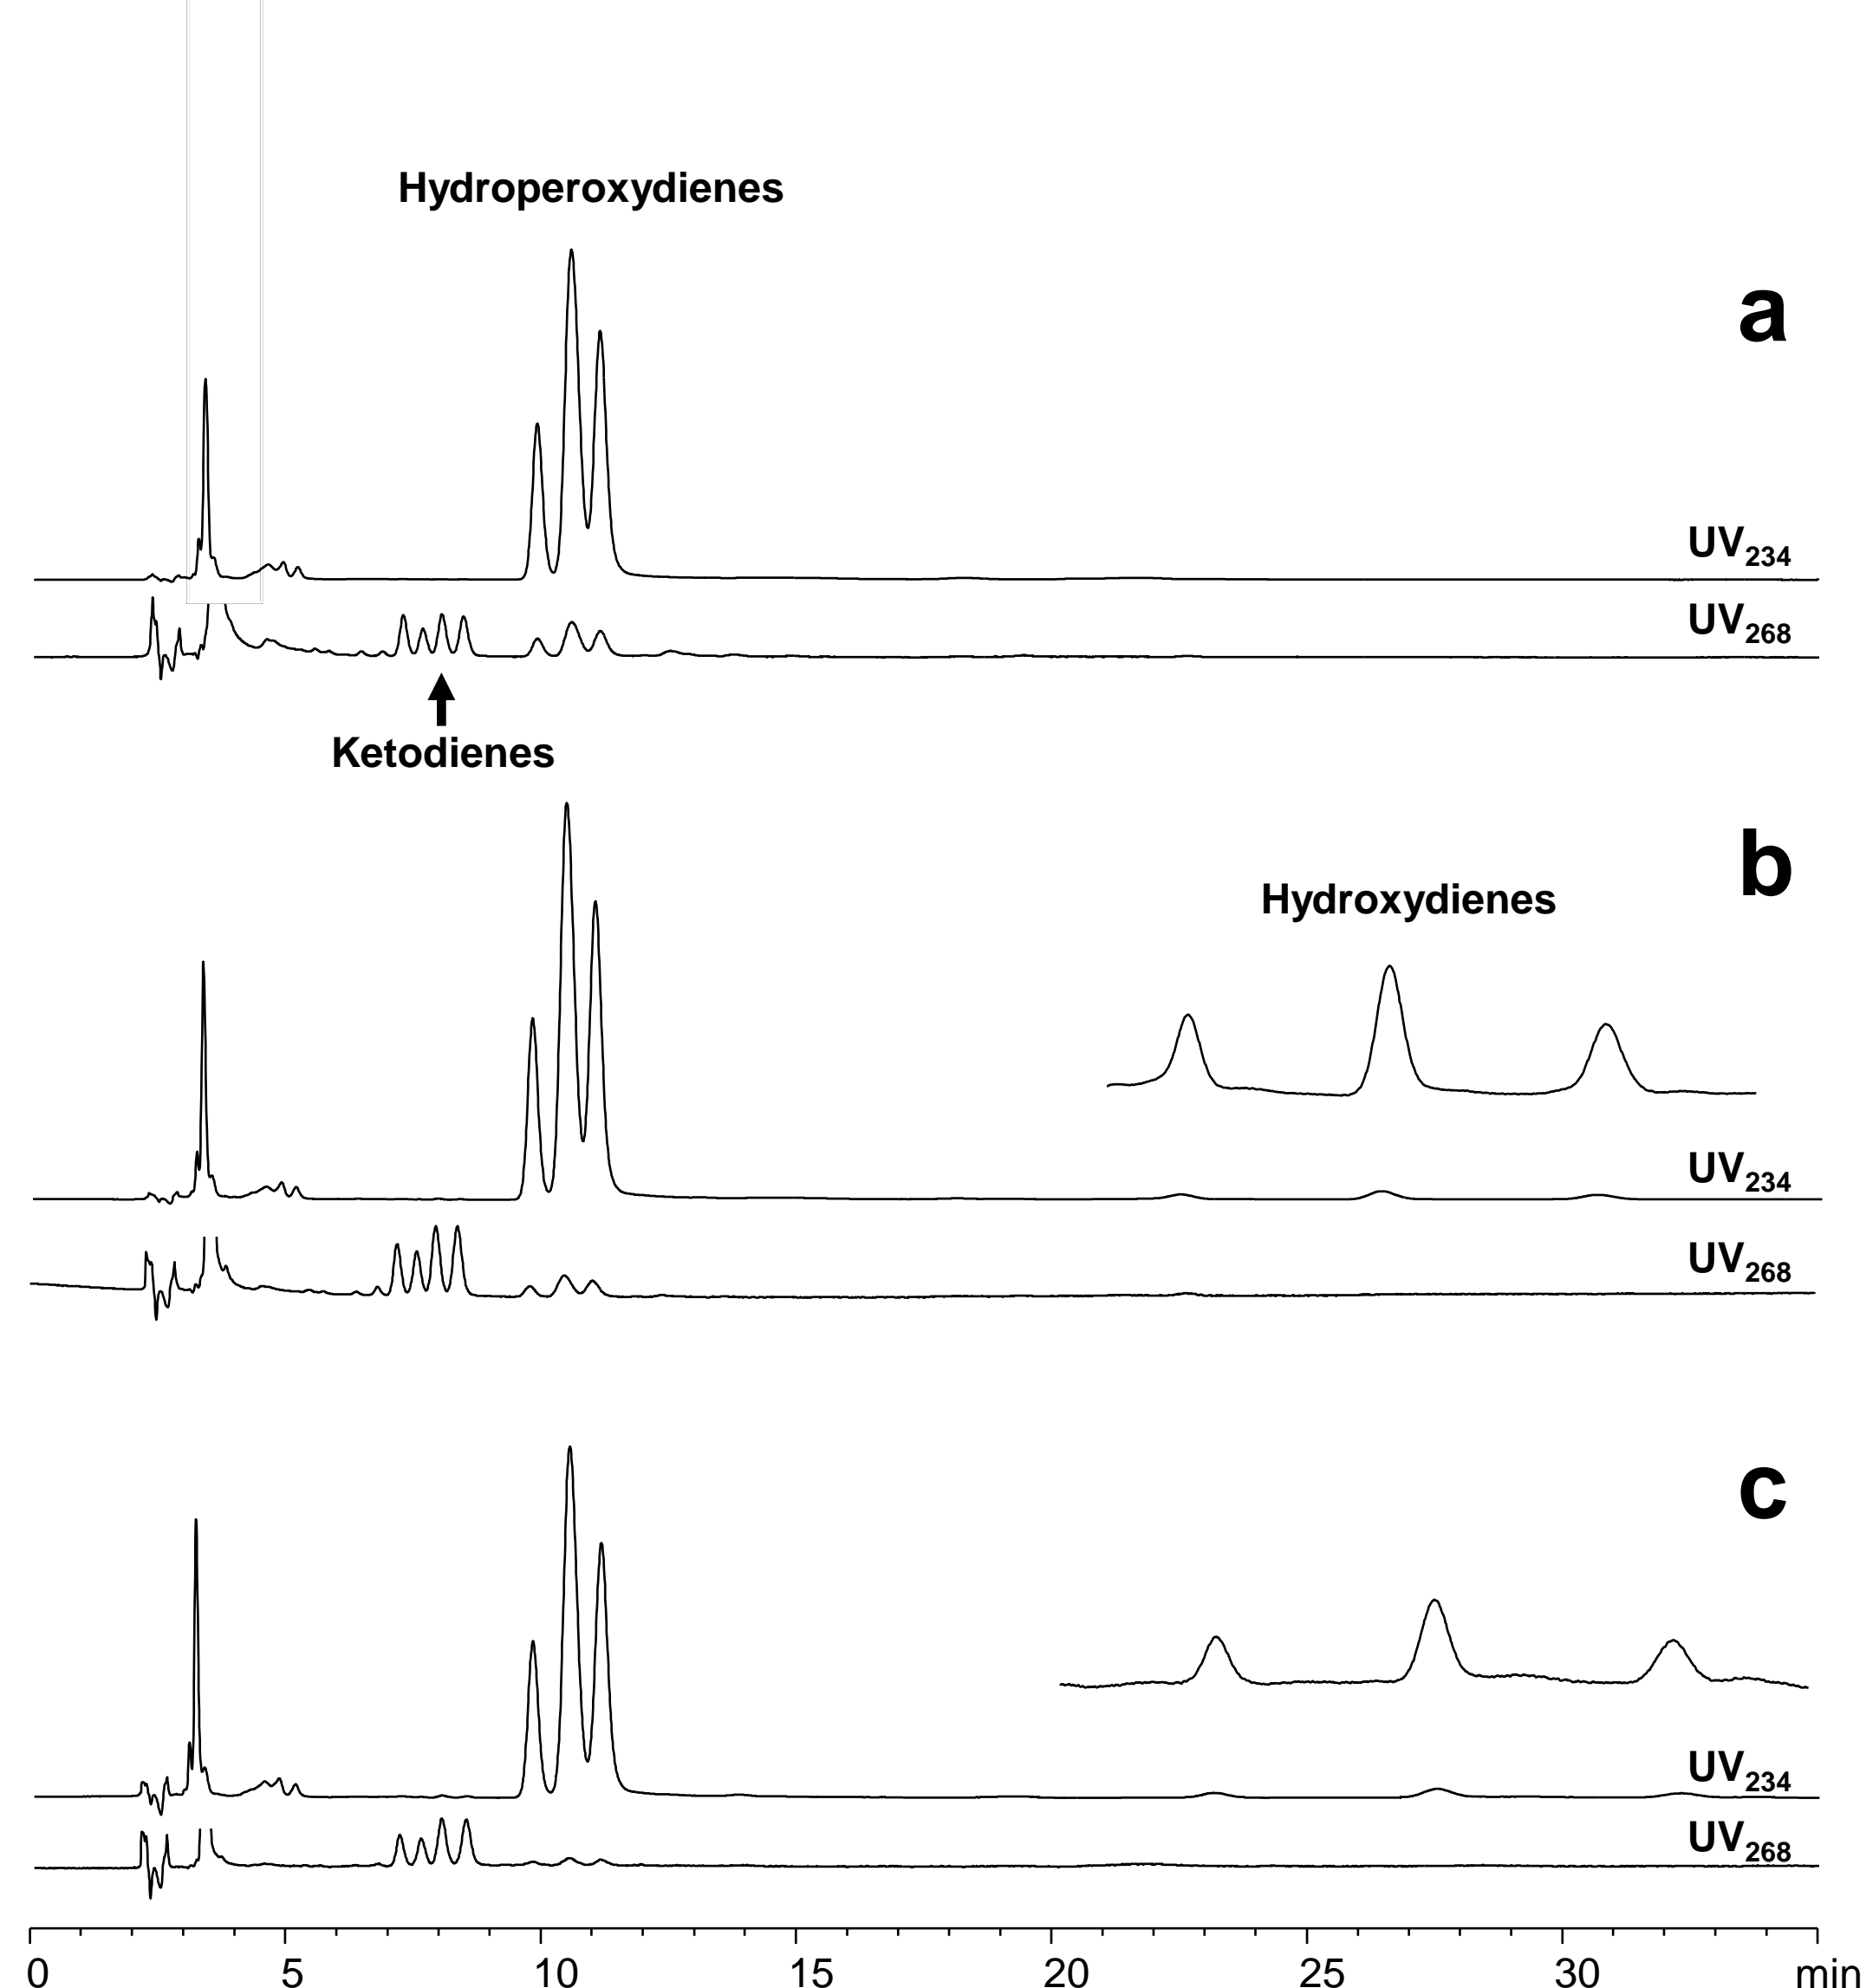 Hydroperoxydienes
a
UV234
UV268
Ketodienes
b
Hydroxydienes
UV234
UV268
c
UV234
UV268
0 5 10 15 20 25 30 min